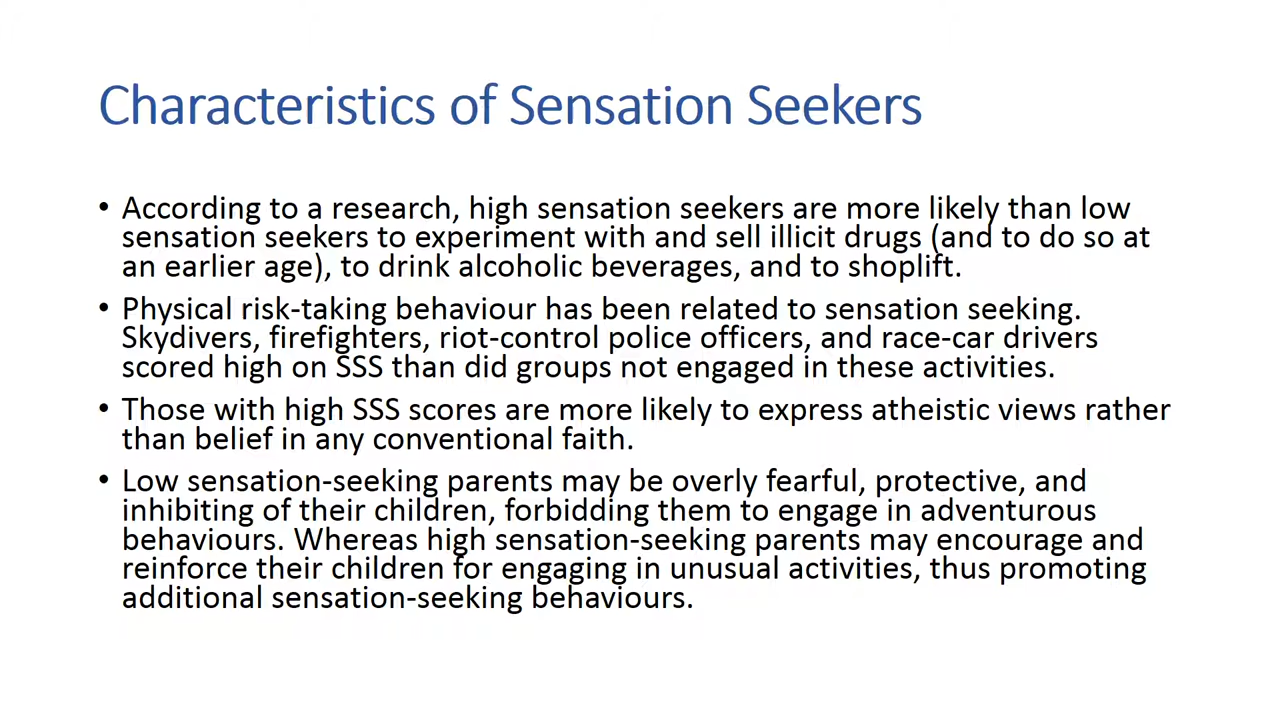 Characteristics of Sensation Seekers
• According to a research, high sensation seekers are more likely than low
sensation seekers to experiment with and sell illicit drugs (and to do so at
an earlier age), to drink alcoholic beverages, and to shoplift.
• Physical risk-taking behaviour has been related to sensation seeking.
Skydivers, firefighters, riot-control police officers, and race-car drivers
scored high on SSS than did groups not engaged in these activities.
• Those with high SSS scores are more likely to express atheistic views rather
than belief in any conventional faith.
• Low sensation-seeking parents may be overly fearful, protective, and
inhibiting of their children, forbidding them to engage in adventurous
behaviours. Whereas high sensation-seeking parents may encourage and
reinforce their children for engaging in unusual activities, thus promoting
additional sensation-seeking behaviours.